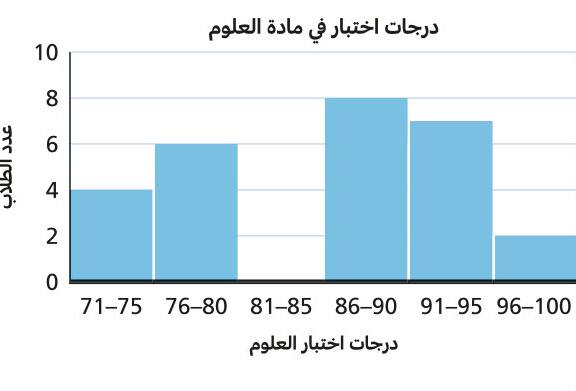 درجات اختبار في مادة العلوم
10
8
6
4
2
0
عدد الطلاب
71–75 76–80 81–85 86–90 91–95 96–100
درجات اختبار العلوم